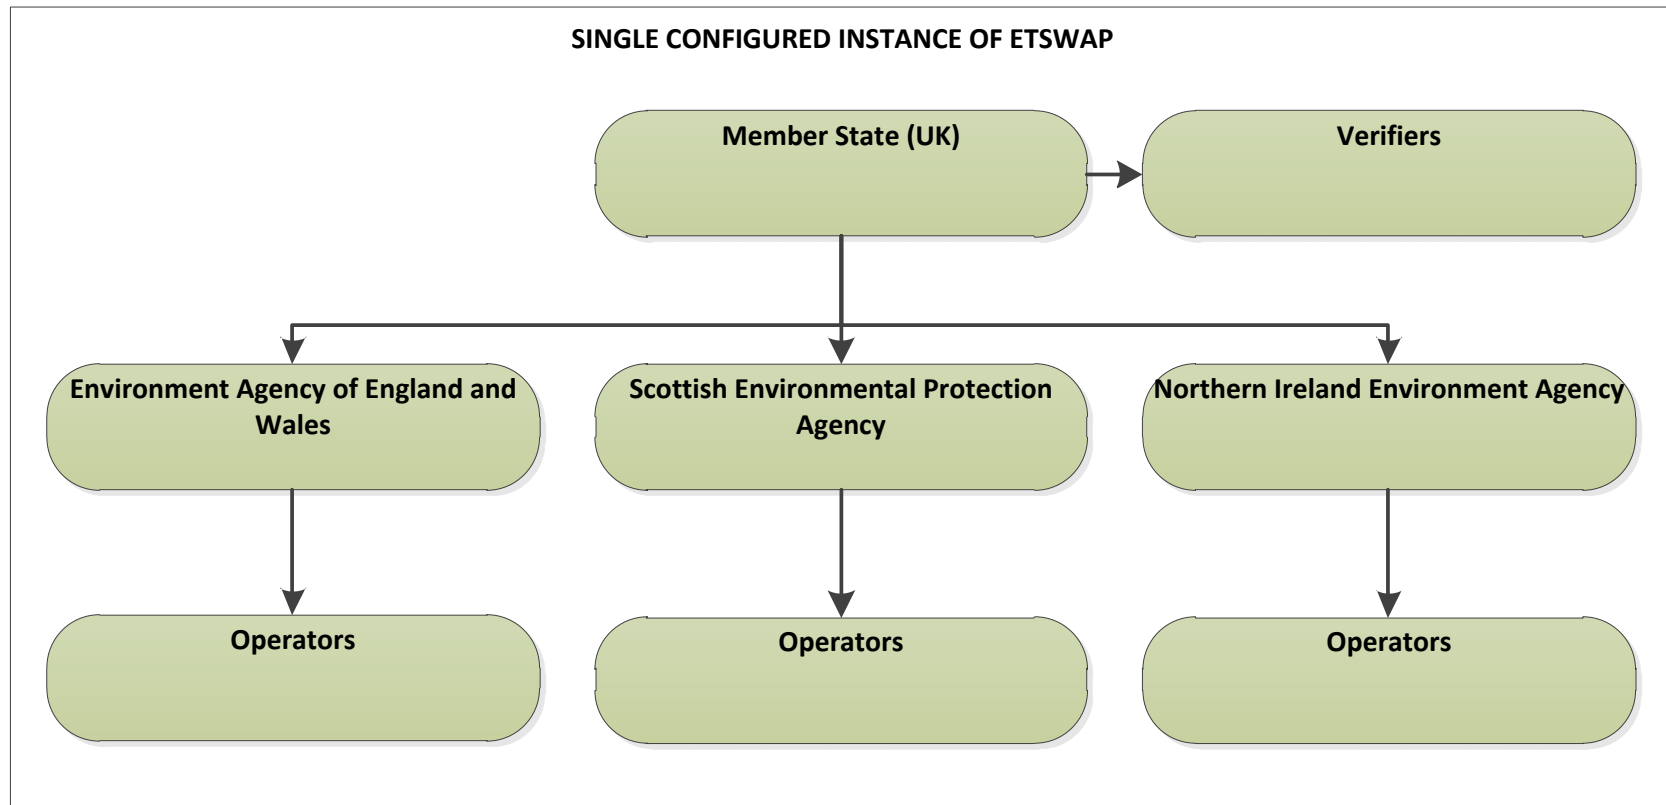 SINGLE CONFIGURED INSTANCE OF ETSWAP
Member State (UK)
Verifiers
Environment Agency of England and
Wales
Scottish Environmental Protection
Agency
Northern Ireland Environment Agency
Operators
Operators
Operators